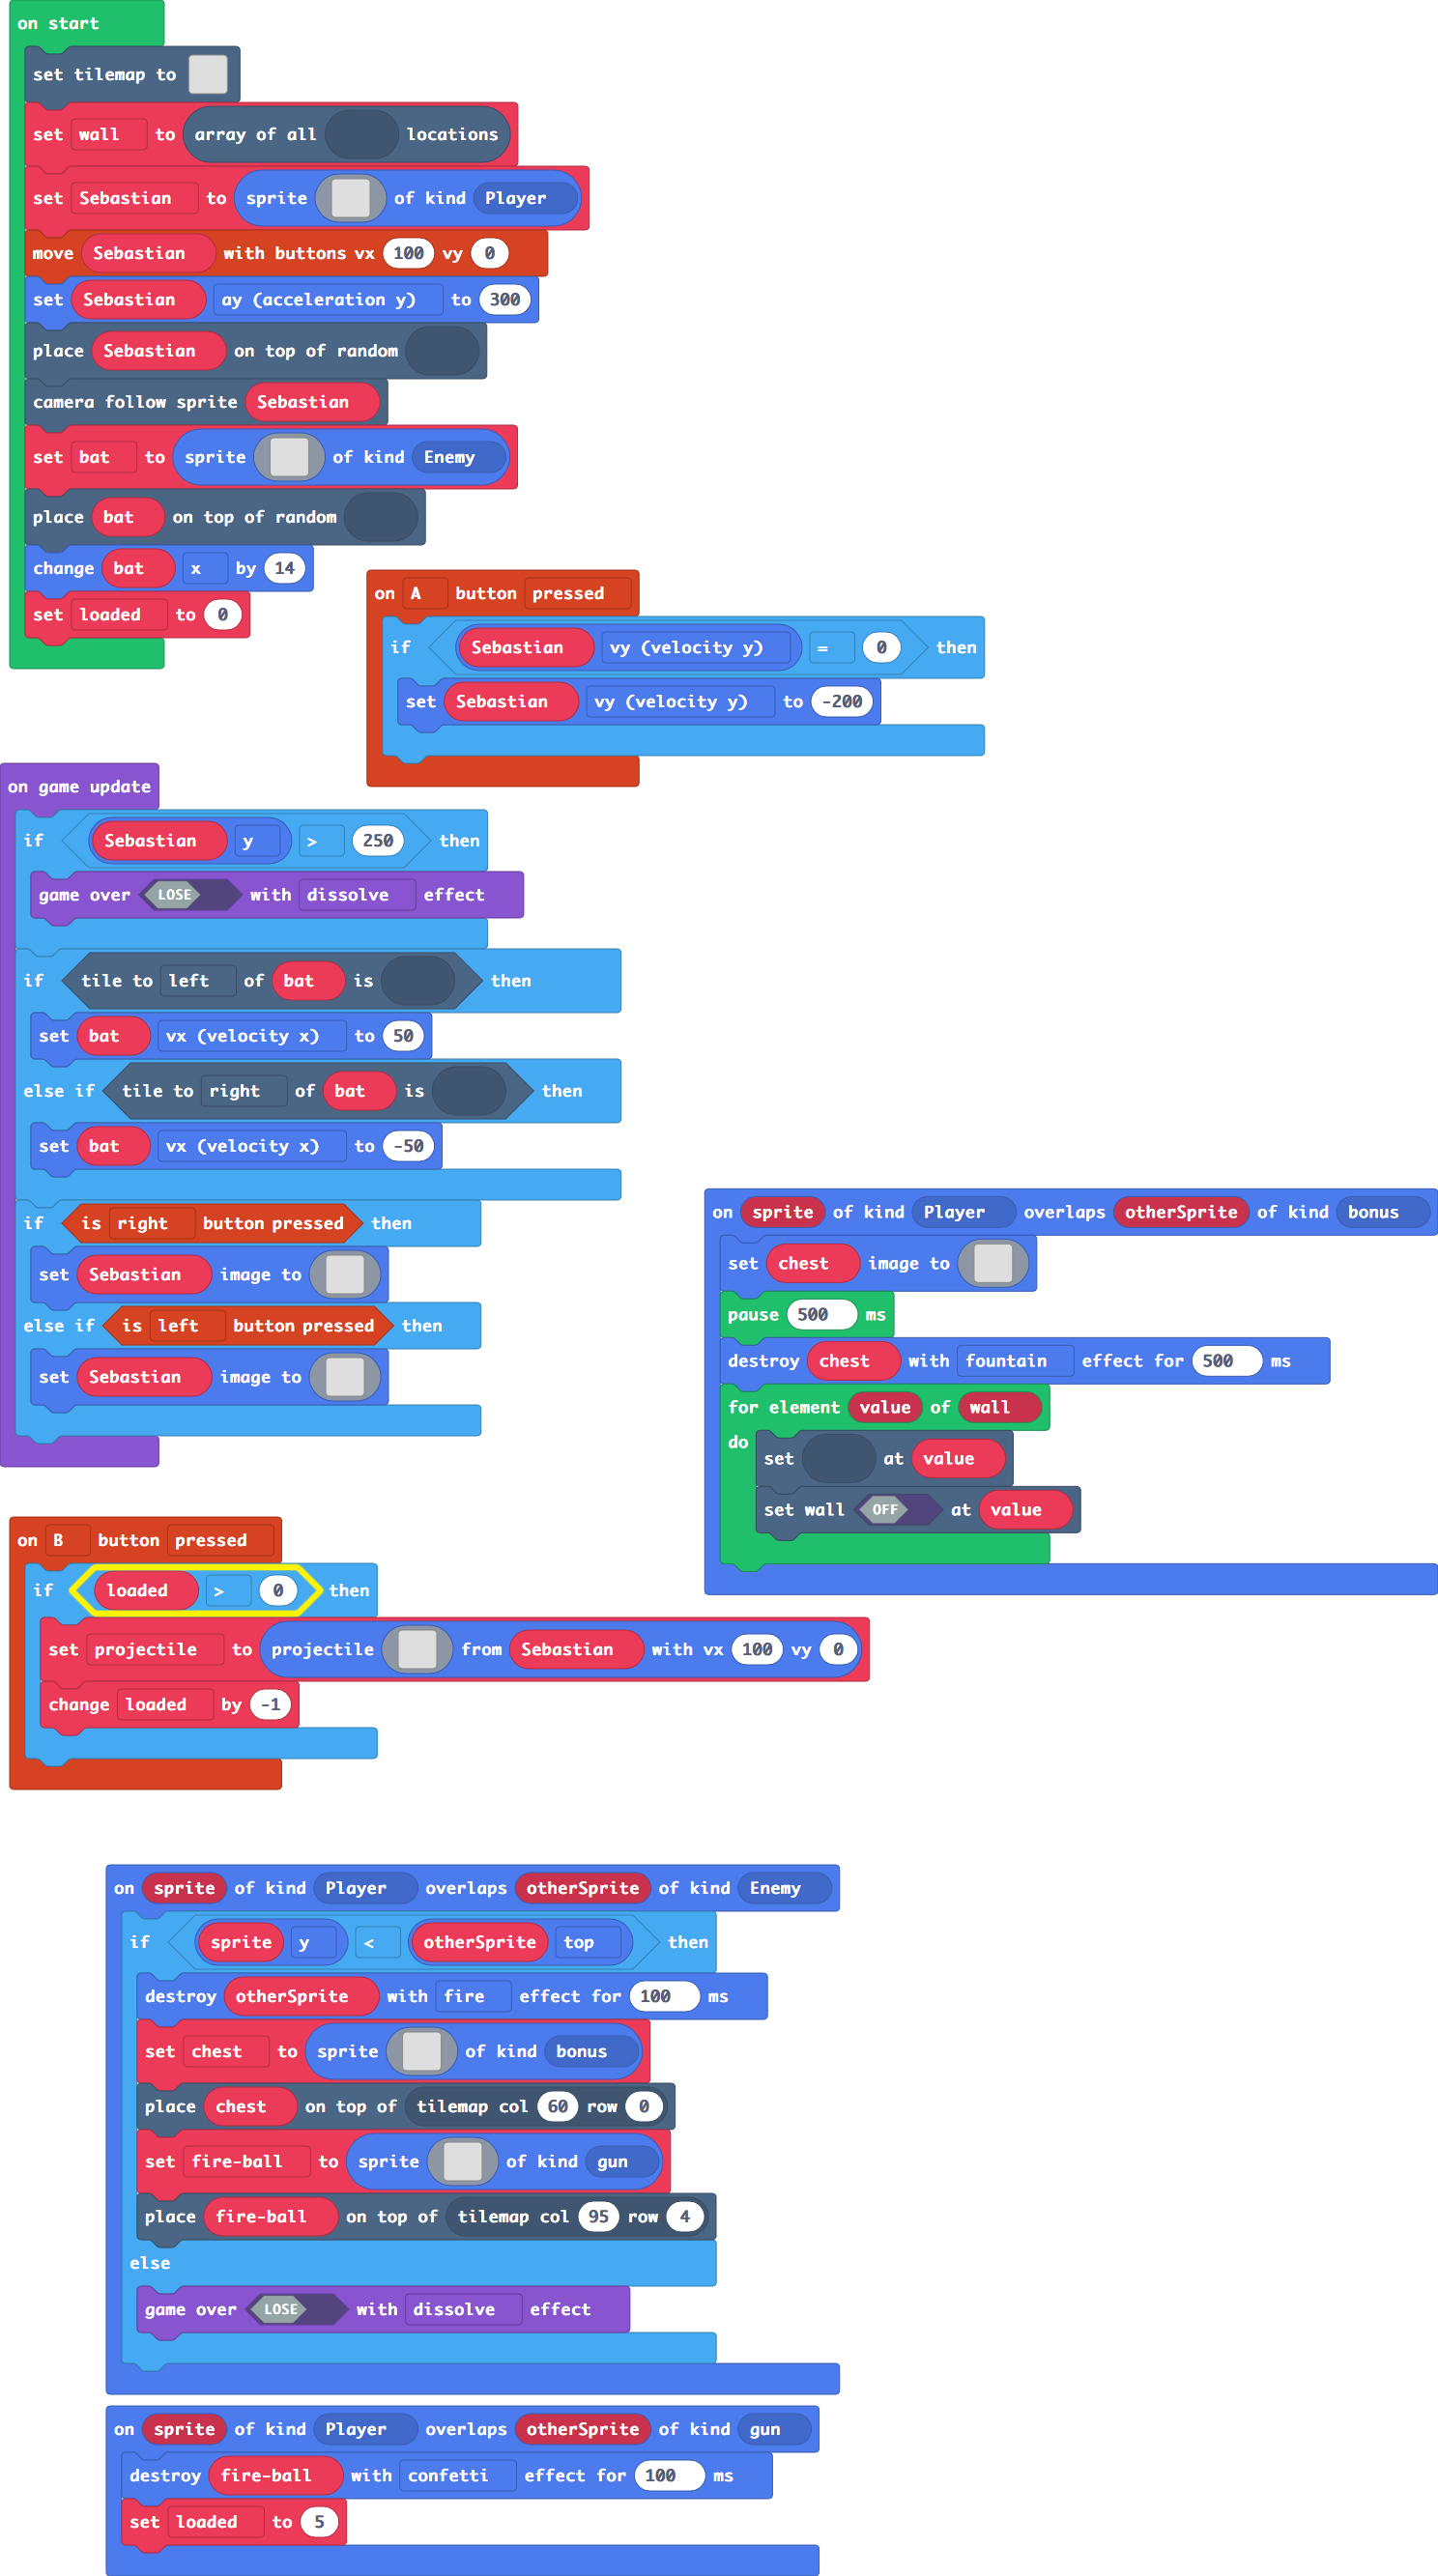 on start
set tilemap to
set wall to array of all locations
set Sebastian to sprite of kind Player
move Sebastian with buttons vx 100 vy 0
set Sebastian ay (acceleration y) to 300
place Sebastian on top of random
camera follow sprite Sebastian
set bat to sprite of kind Enemy
place bat on top of random
change bat x by 14
set loaded to 0
on A button pressed
if Sebastian vy (velocity y) = 0 then
set Sebastian vy (velocity y) to -200
on game update
if Sebastian y > 250 then
game over LOSE with dissolve effect
if tile to left of bat is then
set bat vx (velocity x) to 50
else if tile to right of bat is then
set bat vx (velocity x) to -50
if is right button pressed then
set Sebastian image to
else if is left button pressed then
set Sebastian image to
on sprite of kind Player overlaps otherSprite of kind bonus
set chest image to
pause 500 ms
destroy chest with fountain effect for 500 ms
for element value of wall
do set at value
set wall OFF at value
on B button pressed
if loaded > 0 then
set projectile to projectile from Sebastian with vx 100 vy 0
change loaded by -1
on sprite of kind Player overlaps otherSprite of kind Enemy
if sprite y < otherSprite top then
destroy otherSprite with fire effect for 100 ms
set chest to sprite of kind bonus
place chest on top of tilemap col 60 row 0
set fire-ball to sprite of kind gun
place fire-ball on top of tilemap col 95 row 4
else
game over LOSE with dissolve effect
on sprite of kind Player overlaps otherSprite of kind gun
destroy fire-ball with confetti effect for 100 ms
set loaded to 5